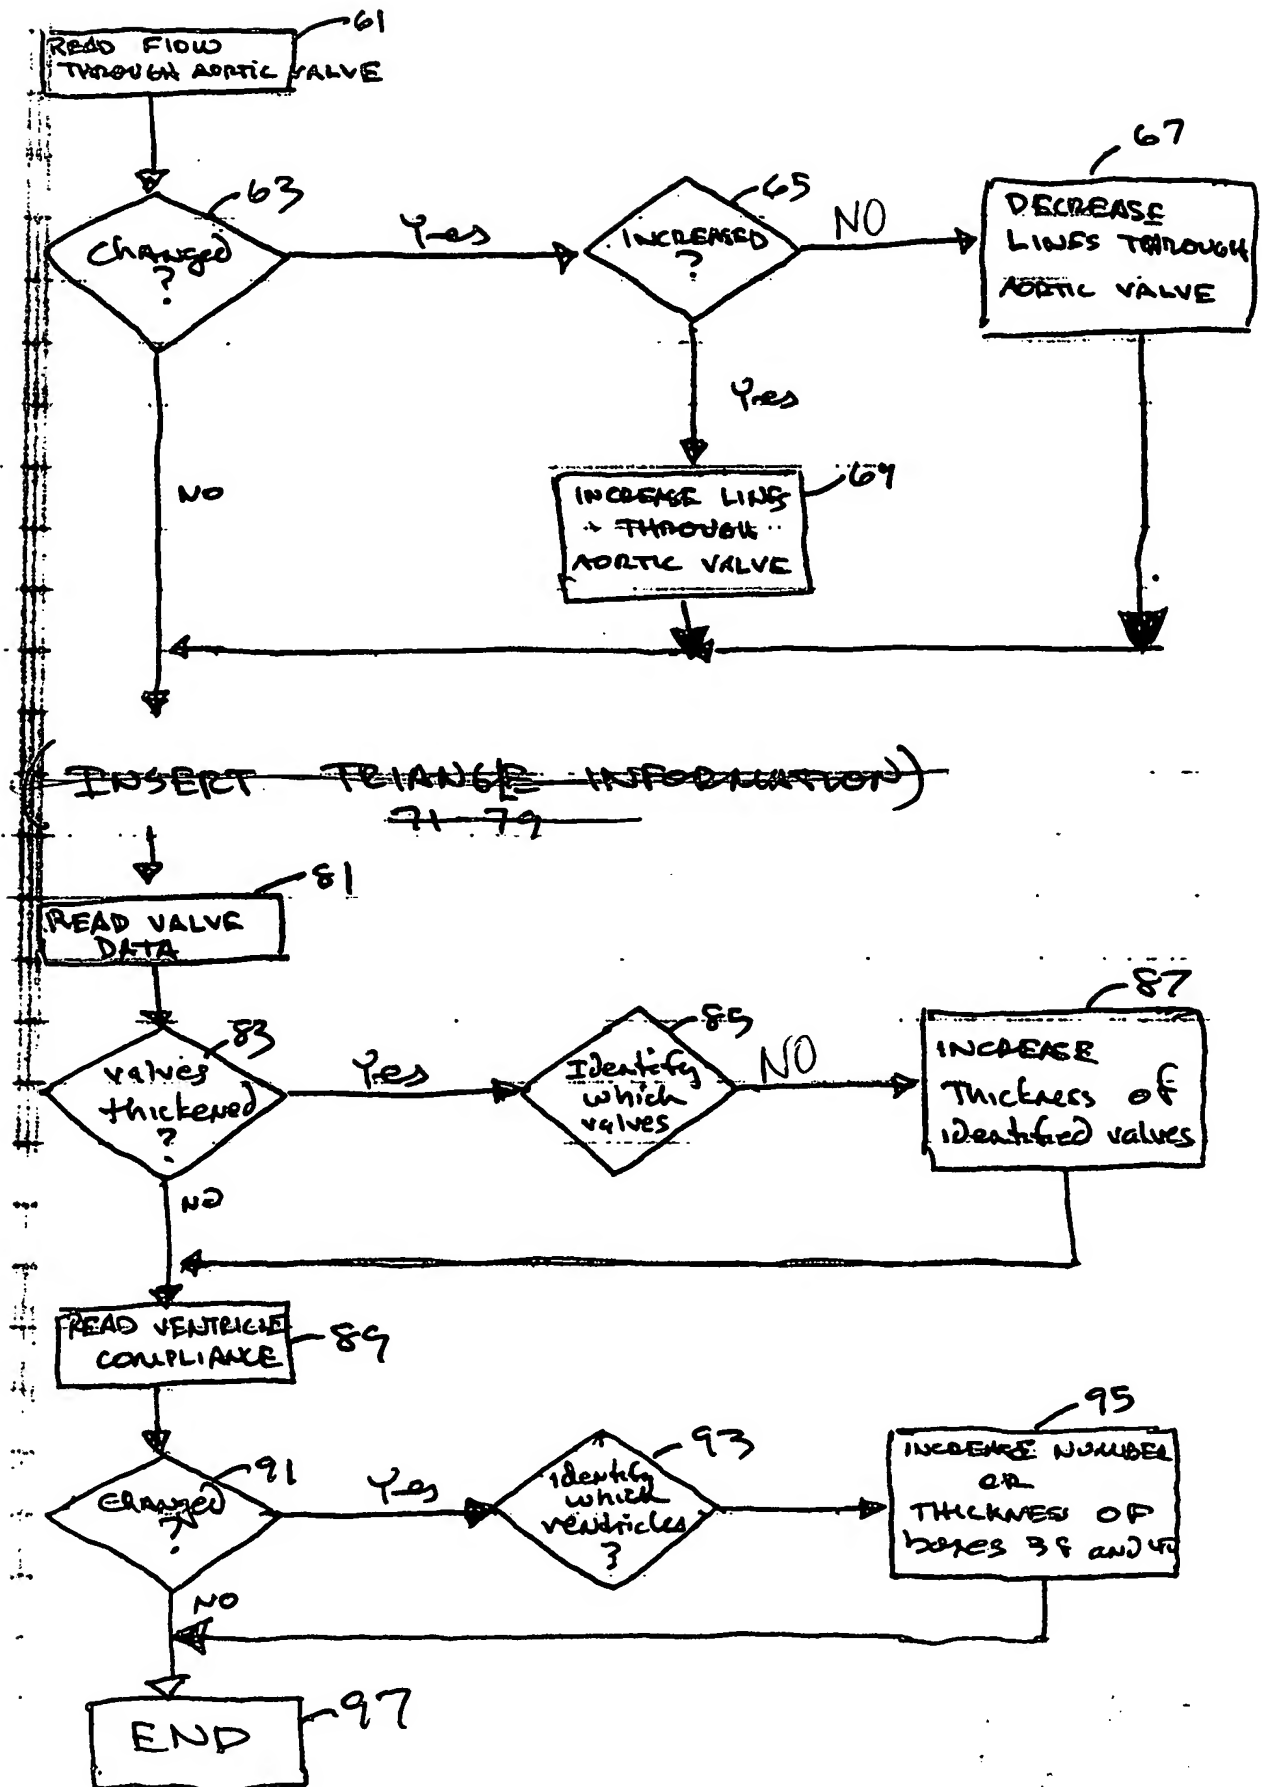 61
READ FLOW
THROUGH AORTIC VALVE
67
63
65
Changed
?
Yes
INCREASED
?
NO
DECREASE
LINES THROUGH
AORTIC VALVE
Yes
NO
69
INCREASE LINES
THROUGH
AORTIC VALVE
(INSERT TRIANGLE INFORMATION)
71-79
81
READ VALVE
DATA
83
85
87
valves
thickened
?
Yes
Identify
which
valves
NO
INCREASE
Thickness of
identified valves
NO
READ VENTRICLE
COMPLIANCE
89
91
93
95
Changed
?
Yes
identify
which
ventricles
?
INCREASE NUMBER
OR
THICKNESS OF
boxes 38 and
NO
END
97